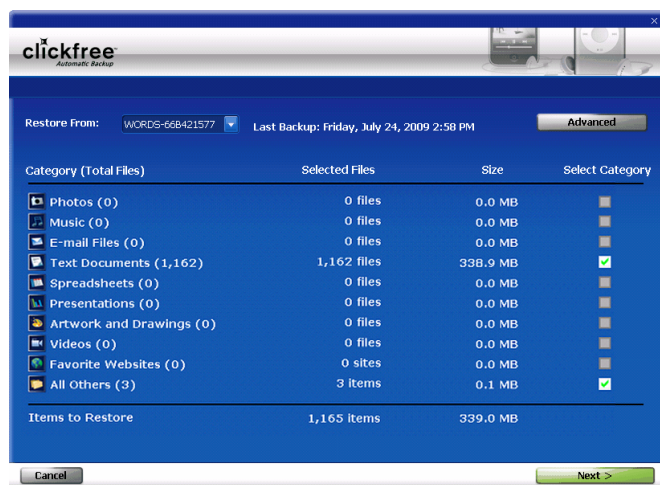 clickfree
Automatic Backup
Restore From: WORDS-66B421577 Last Backup: Friday, July 24, 2009 2:58 PM Advanced
Category (Total Files) Selected Files Size Select Category
Photos (0) 0 files 0.0 MB
Music (0) 0 files 0.0 MB
E-mail Files (0) 0 files 0.0 MB
Text Documents (1,162) 1,162 files 338.9 MB
Spreadsheets (0) 0 files 0.0 MB
Presentations (0) 0 files 0.0 MB
Artwork and Drawings (0) 0 files 0.0 MB
Videos (0) 0 files 0.0 MB
Favorite Websites (0) 0 sites 0.0 MB
All Others (3) 3 items 0.1 MB
Items to Restore 1,165 items 339.0 MB
Cancel Next >